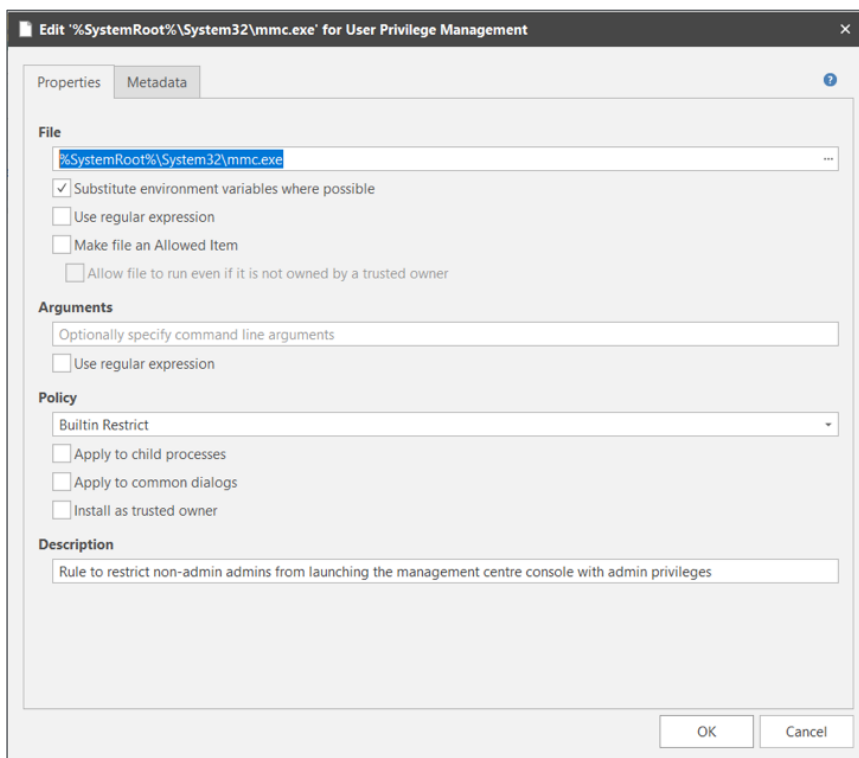 Edit '%SystemRoot%\System32\mmc.exe' for User Privilege Management
Properties
Metadata
File
%SystemRoot%\System32\mmc.exe
Substitute environment variables where possible
Use regular expression
Make file an Allowed Item
Allow file to run even if it is not owned by a trusted owner
Arguments
Optionally specify command line arguments
Use regular expression
Policy
Builtin Restrict
Apply to child processes
Apply to common dialogs
Install as trusted owner
Description
Rule to restrict non-admin admins from launching the management centre console with admin privileges
OK
Cancel